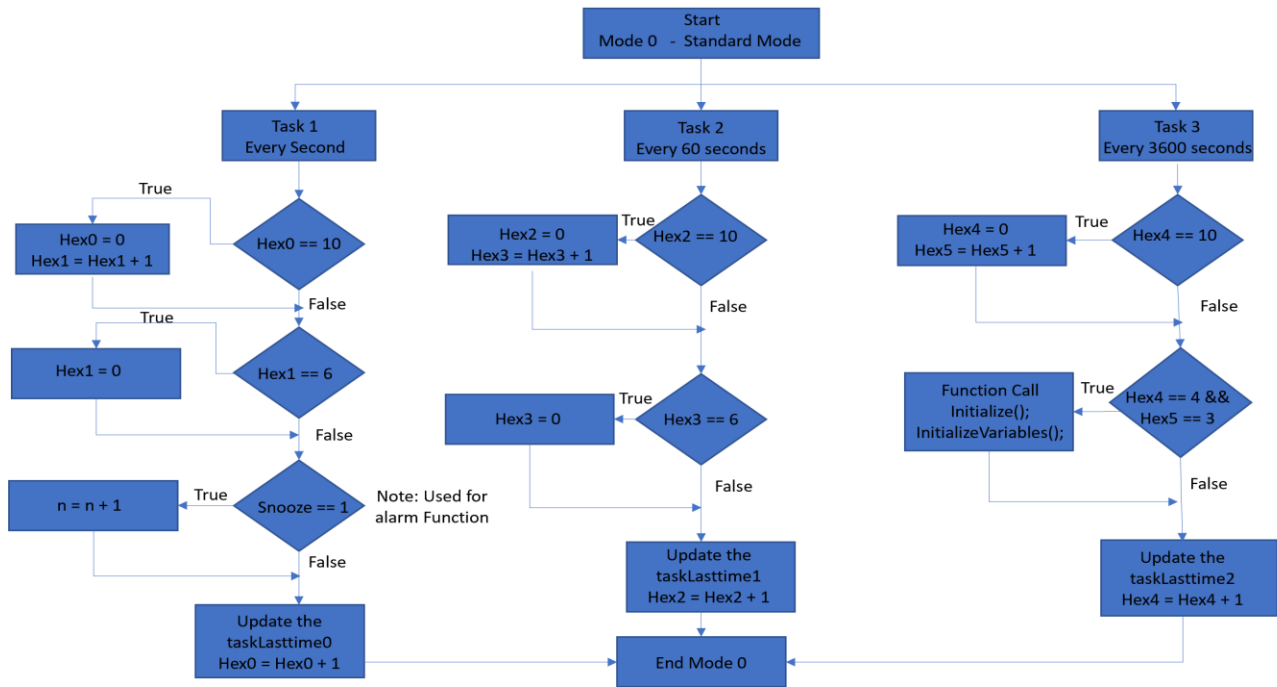 Start
Mode 0 - Standard Mode
Task 1
Every Second
Task 2
Every 60 seconds
Task 3
Every 3600 seconds
True
Hex0 = 0
Hex1 = Hex1 + 1
Hex0 == 10
False
True
Hex1 = 0
Hex1 == 6
False
n = n + 1
True
Snooze == 1
Note: Used for
alarm Function
False
Update the
taskLasttime0
Hex0 = Hex0 + 1
Hex2 = 0
Hex3 = Hex3 + 1
True
Hex2 == 10
False
Hex3 = 0
True
Hex3 == 6
False
Update the
taskLasttime1
Hex2 = Hex2 + 1
End Mode 0
Hex4 = 0
Hex5 = Hex5 + 1
True
Hex4 == 10
False
Function Call
Initialize();
InitializeVariables();
True
Hex4 == 4 &&
Hex5 == 3
False
Update the
taskLasttime2
Hex4 = Hex4 + 1